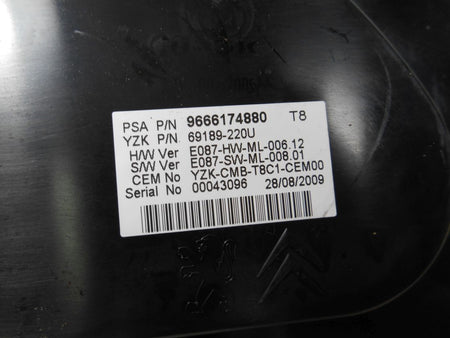 PSA P/N 9666174880 T8
YZK P/N 69189-220U
H/W Ver E087-HW-ML-006.12
S/W Ver E087-SW-ML-008.01
CEM No YZK-CMB-T8C1-CEM00
Serial No 00043096 28/08/2009